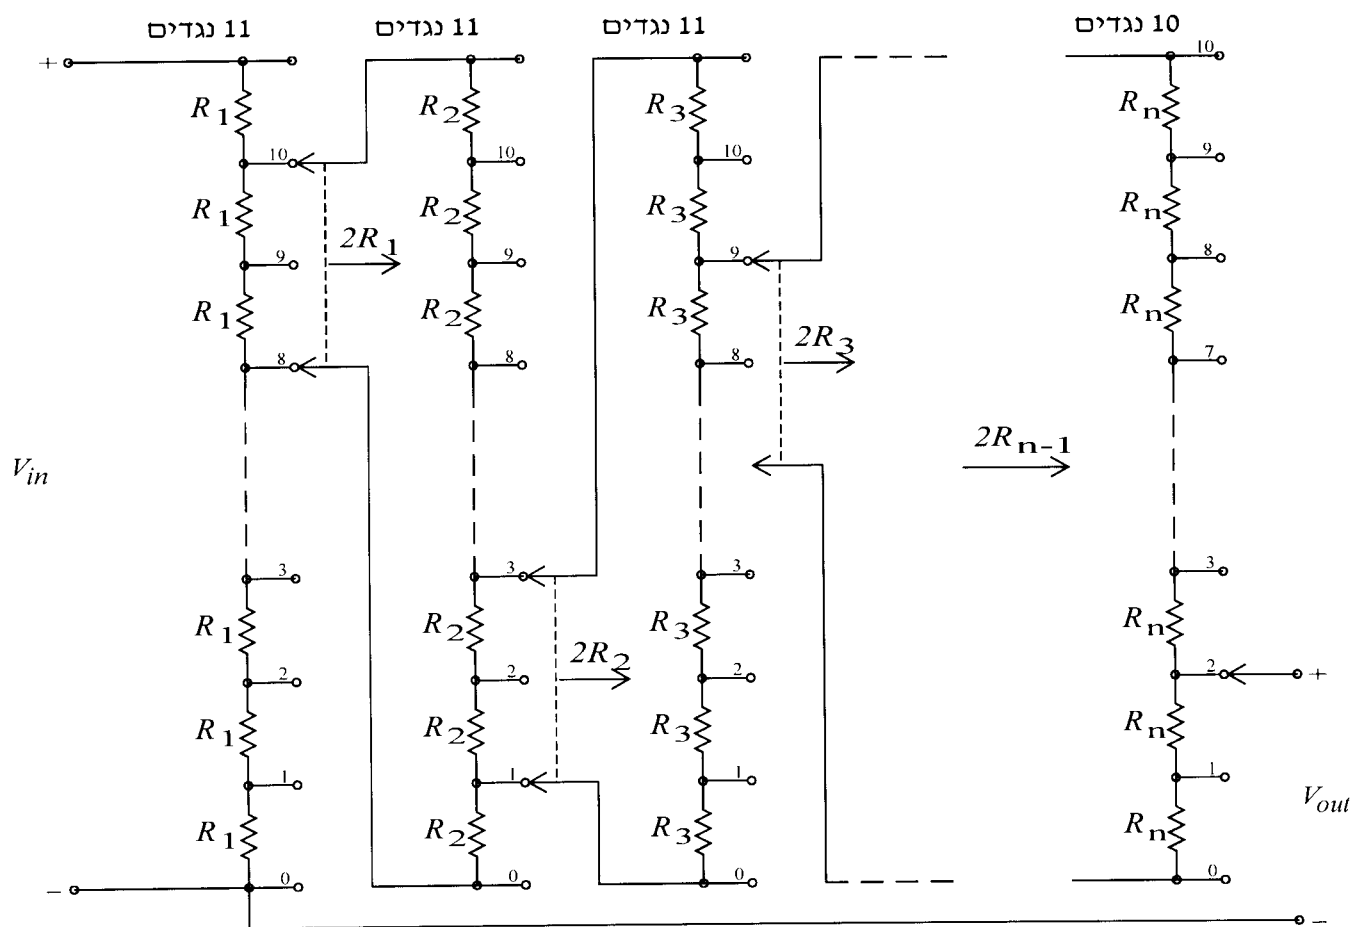 11 נגדים 11 נגדים 11 נגדים 10 נגדים
+ 10
R1 R2 R3 Rn
10 10 10 9
R1 R2 R3 Rn
9 2R1 9 9 8
R1 R2 R3 Rn
8 8 8 2R3 7
Vin 2Rn-1
3 3 3 3
R1 R2 R3 Rn
2 2 2R2 2 2 +
R1 R2 R3 Rn
1 1 1 1
Vout
R1 R2 R3 Rn
− 0 0 0 0
−